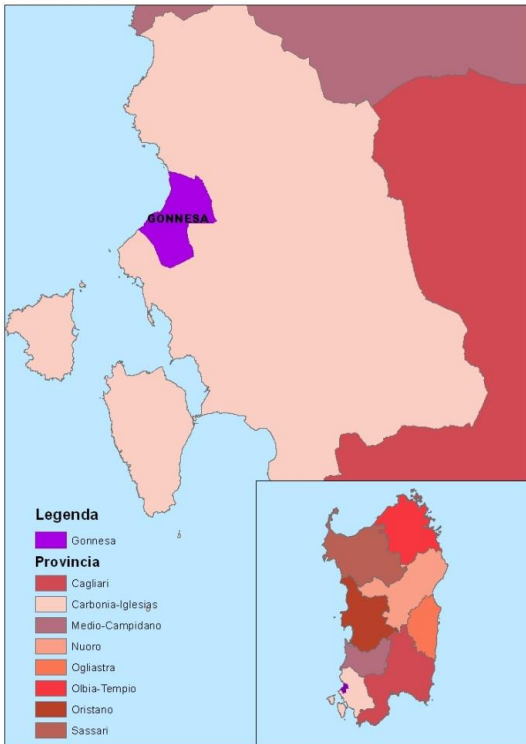 GONNESA
Legenda
Gonnesa
Provincia
Cagliari
Carbonia-Iglesias
Medio-Campidano
Nuoro
Ogliastra
Olbia-Tempio
Oristano
Sassari